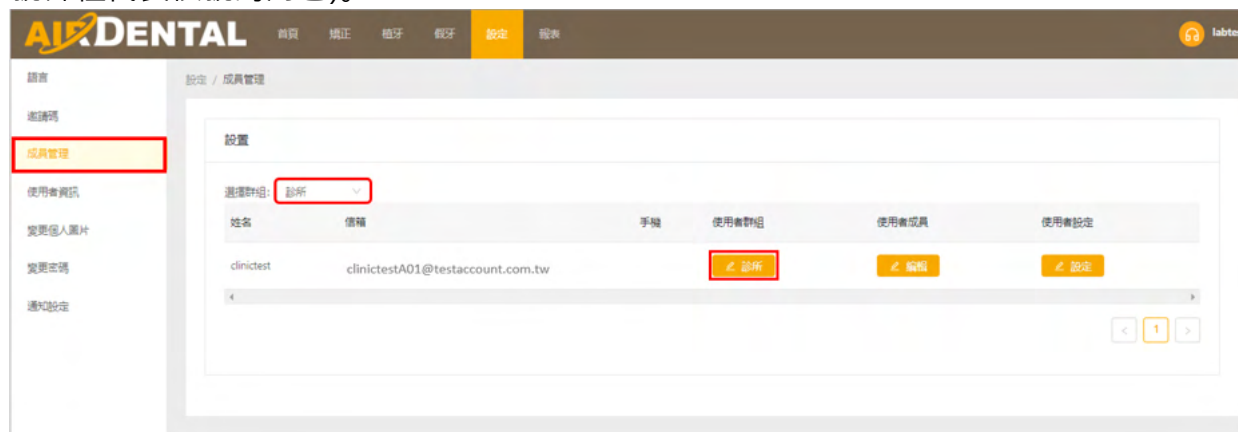 AIRDENTAL 首頁 矯正 植牙 假牙 設定 報表 labte
語言
設定 / 成員管理
邀請碼
設置
成員管理
使用者資訊
選擇群组: 診所
變更個人圖片
姓名 信箱 手機 使用者群组 使用者成員 使用者設定
變更密碼
clinictest clinictestA01@testaccount.com.tw 診所 編輯 設定
通知設定
< 1 >